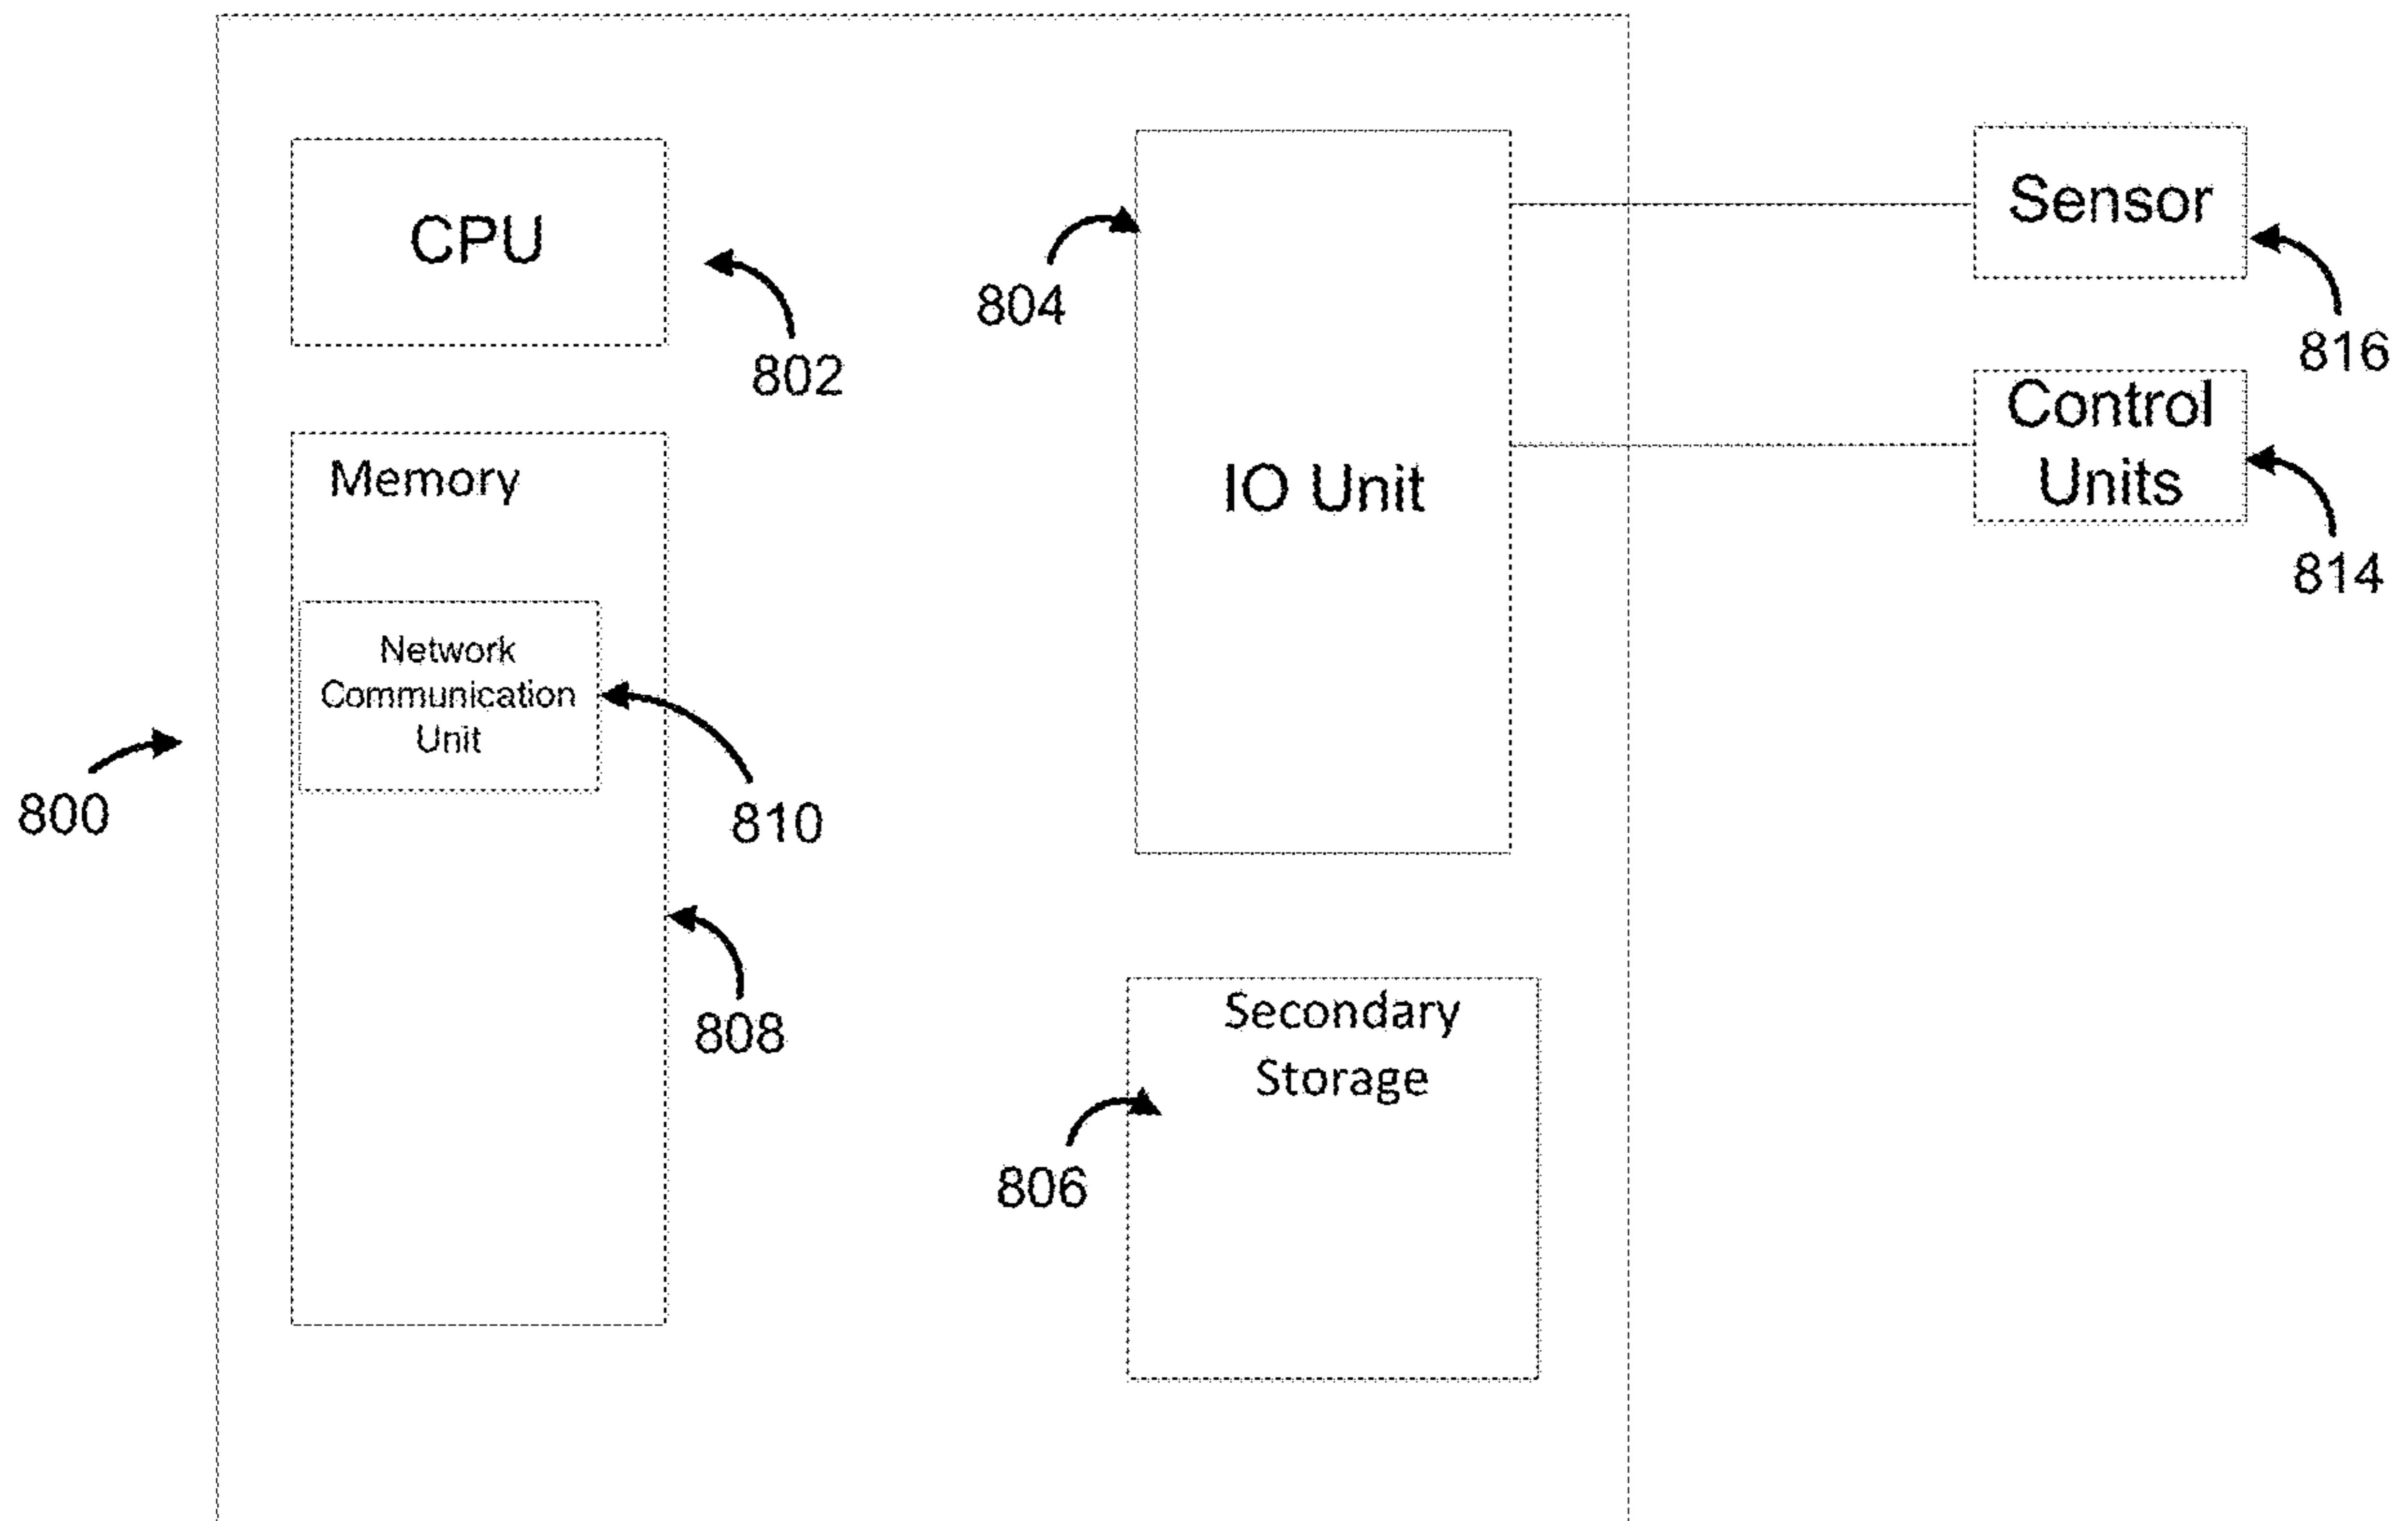 CPU
802
804
IO Unit
Sensor
816
Control
Units
814
Memory
Network
Communication
Unit
810
800
808
Secondary
Storage
806